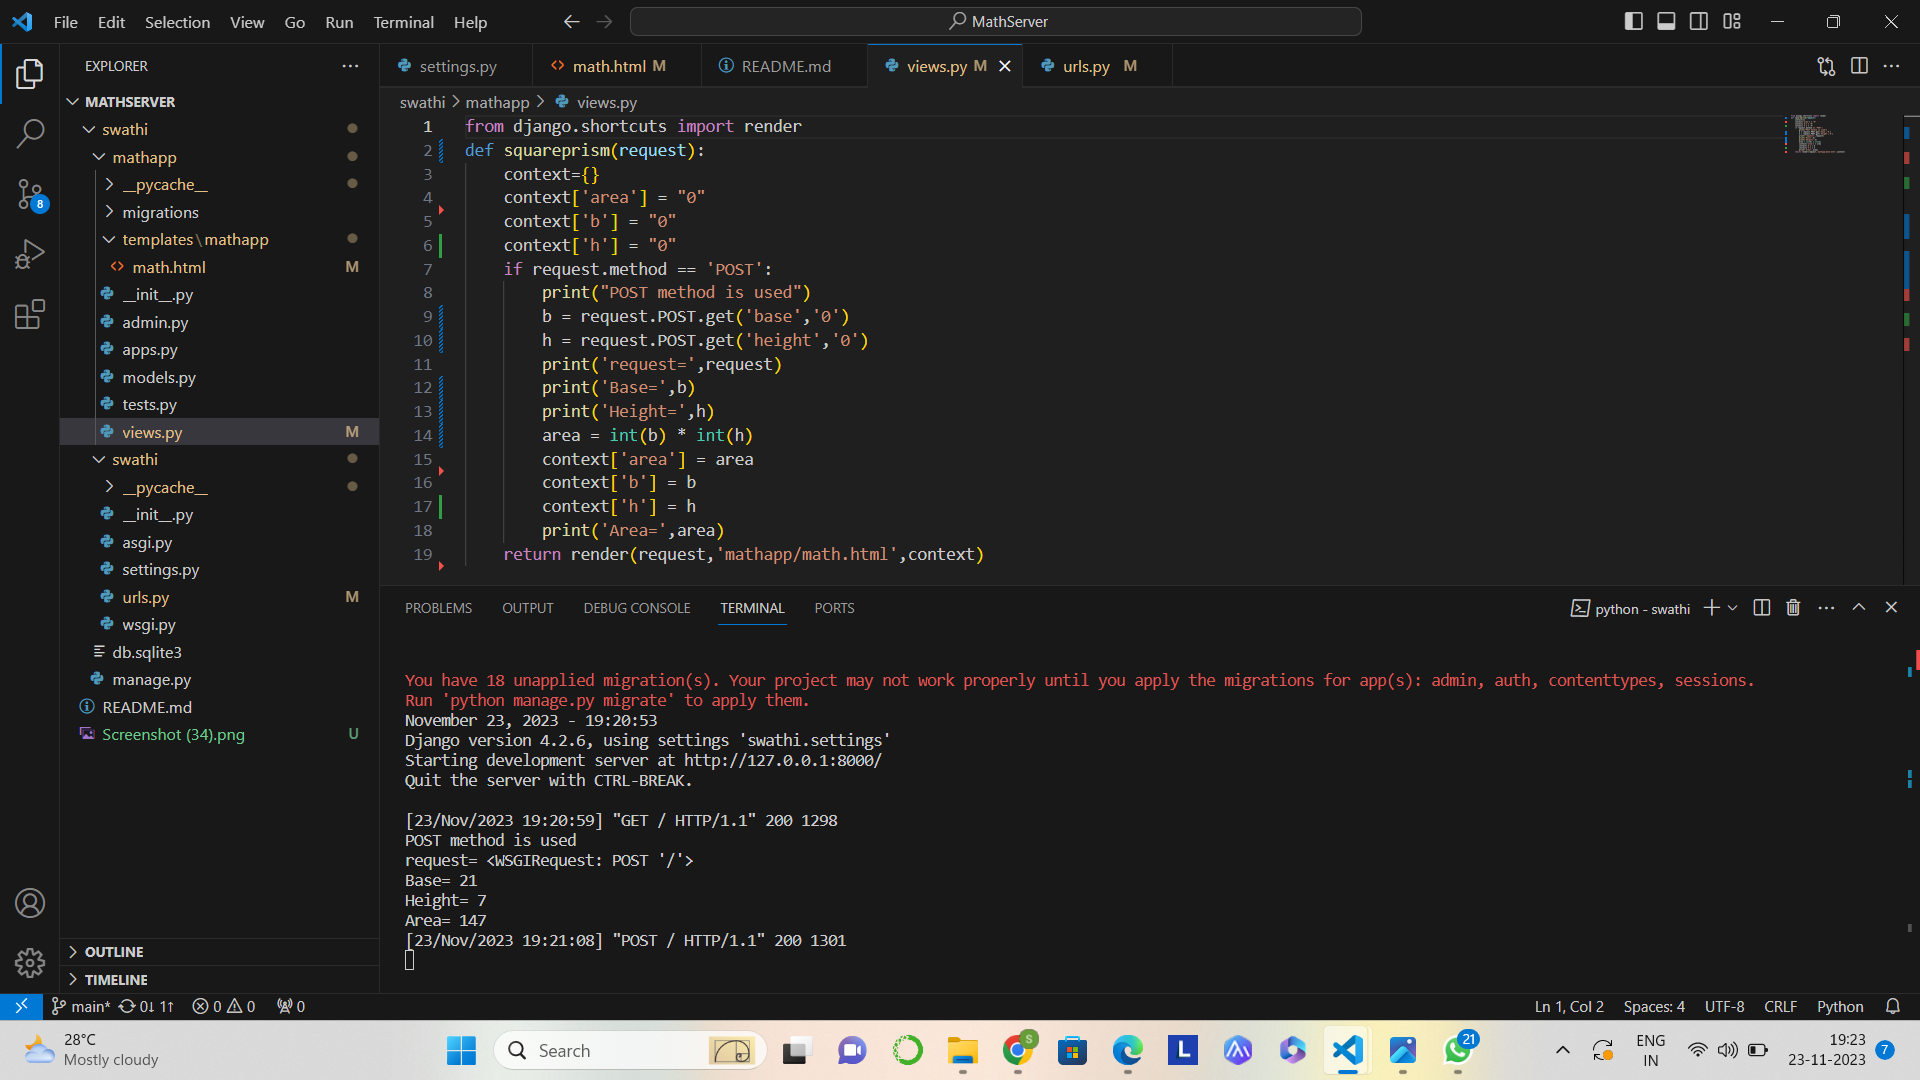 File Edit Selection View Go Run Terminal Help
MathServer
EXPLORER
MATHSERVER
swathi
mathapp
__pycache__
migrations
templates\mathapp
math.html M
__init__.py
admin.py
apps.py
models.py
tests.py
views.py M
swathi
__pycache__
__init__.py
asgi.py
settings.py
urls.py M
wsgi.py
db.sqlite3
manage.py
README.md
Screenshot (34).png U
OUTLINE
TIMELINE
8
settings.py math.html M README.md views.py M urls.py M
swathi > mathapp > views.py
1 from django.shortcuts import render
2 def squareprism(request):
3 context={}
4 context['area'] = "0"
5 context['b'] = "0"
6 context['h'] = "0"
7 if request.method == 'POST':
8 print("POST method is used")
9 b = request.POST.get('base','0')
10 h = request.POST.get('height','0')
11 print('request=',request)
12 print('Base=',b)
13 print('Height=',h)
14 area = int(b) * int(h)
15 context['area'] = area
16 context['b'] = b
17 context['h'] = h
18 print('Area=',area)
19 return render(request,'mathapp/math.html',context)
PROBLEMS OUTPUT DEBUG CONSOLE TERMINAL PORTS
python - swathi
You have 18 unapplied migration(s). Your project may not work properly until you apply the migrations for app(s): admin, auth, contenttypes, sessions.
Run 'python manage.py migrate' to apply them.
November 23, 2023 - 19:20:53
Django version 4.2.6, using settings 'swathi.settings'
Starting development server at http://127.0.0.1:8000/
Quit the server with CTRL-BREAK.
[23/Nov/2023 19:20:59] "GET / HTTP/1.1" 200 1298
POST method is used
request= <WSGIRequest: POST '/'>
Base= 21
Height= 7
Area= 147
[23/Nov/2023 19:21:08] "POST / HTTP/1.1" 200 1301
main* 0↓ 1↑ 0 0 0
Ln 1, Col 2 Spaces: 4 UTF-8 CRLF Python
28°C
Mostly cloudy
Search
S
L
21
ENG
IN
19:23
23-11-2023
7